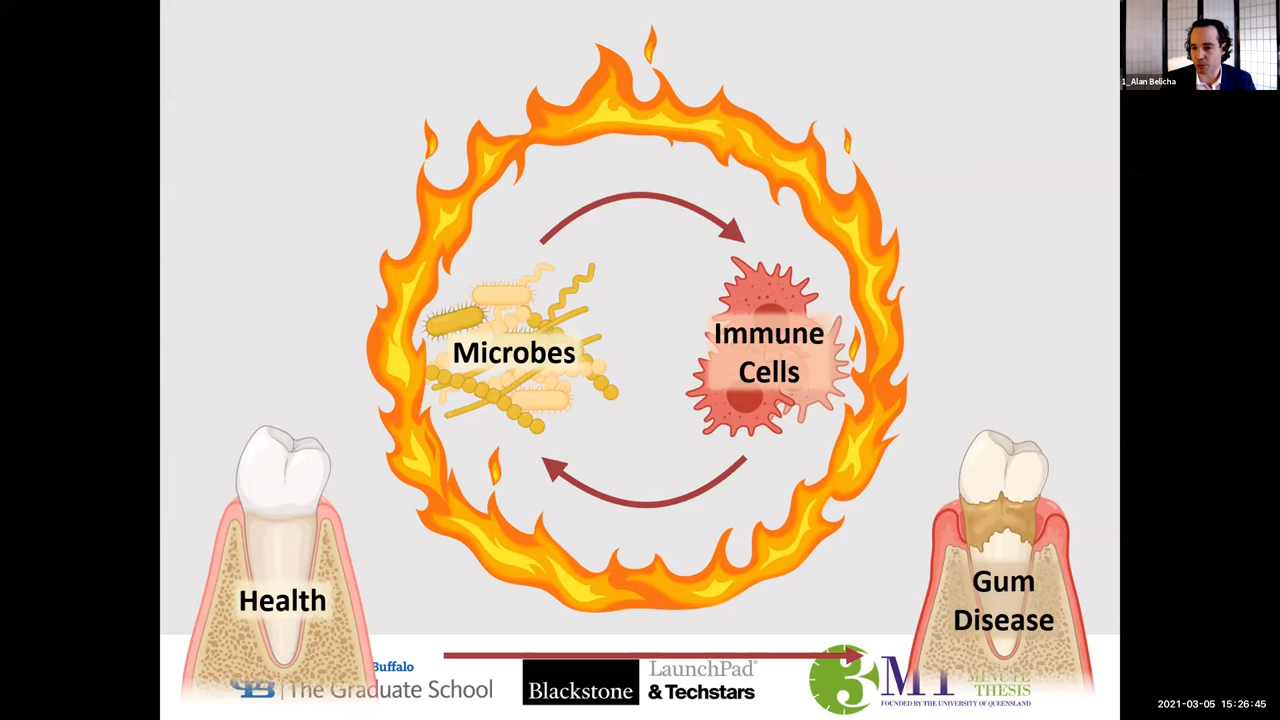 1_Alan Belicha
Microbes
Immune
Cells
Health
Gum
Disease
Buffalo
The Graduate School
Blackstone
LaunchPad
& Techstars
3MT
MINUTE
THESIS
FOUNDED BY THE UNIVERSITY OF QUEENSLAND
2021-03-05 15:26:45